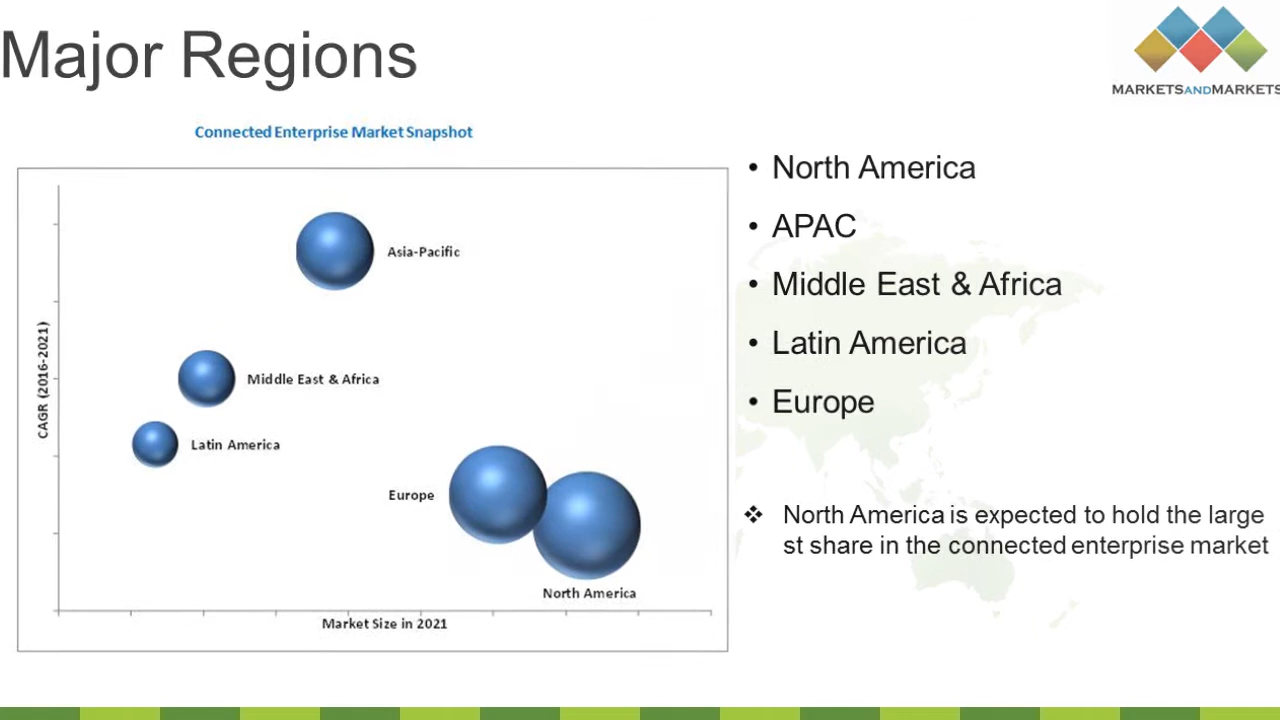 Major Regions
MARKETSANDMARKETS
Connected Enterprise Market Snapshot
CAGR (2016-2021)
Asia-Pacific
Middle East & Africa
Latin America
Europe
North America
Market Size in 2021
• North America
• APAC
• Middle East & Africa
• Latin America
• Europe
❖ North America is expected to hold the large
st share in the connected enterprise market